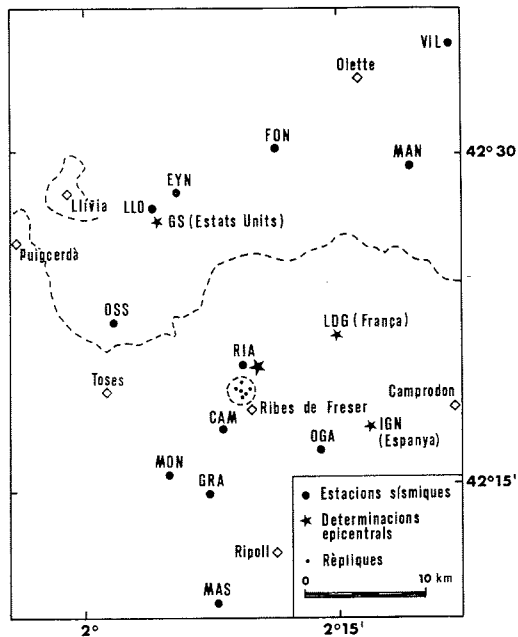 VIL
Olette
FON
42°30
MAN
EYN
Llívia
LLO
GS (Estats Units)
Puigcerdà
OSS
LDG (França)
RIA
Toses
Camprodon
Ribes de Freser
CAM
IGN
(Espanya)
OGA
MON
GRA
42°15'
Estacions sísmiques
Determinacions
epicentrals
Rèpliques
Ripoll
0
10 km
MAS
2°
2°15'